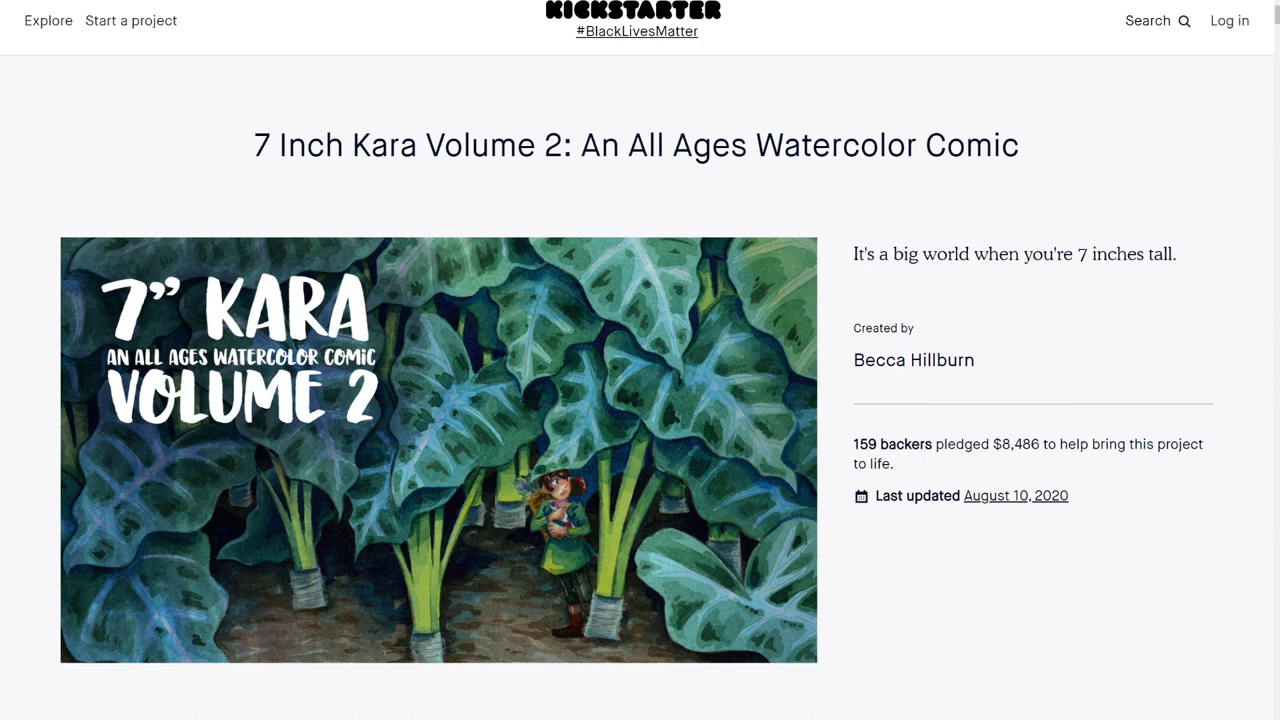 Explore Start a project
KICKSTARTER
#BlackLivesMatter
Search
Log in
7 Inch Kara Volume 2: An All Ages Watercolor Comic
7” KARA
AN ALL AGES WATERCOLOR COMIC
VOLUME 2
It's a big world when you're 7 inches tall.
Created by
Becca Hillburn
159 backers pledged $8,486 to help bring this project
to life.
Last updated August 10, 2020